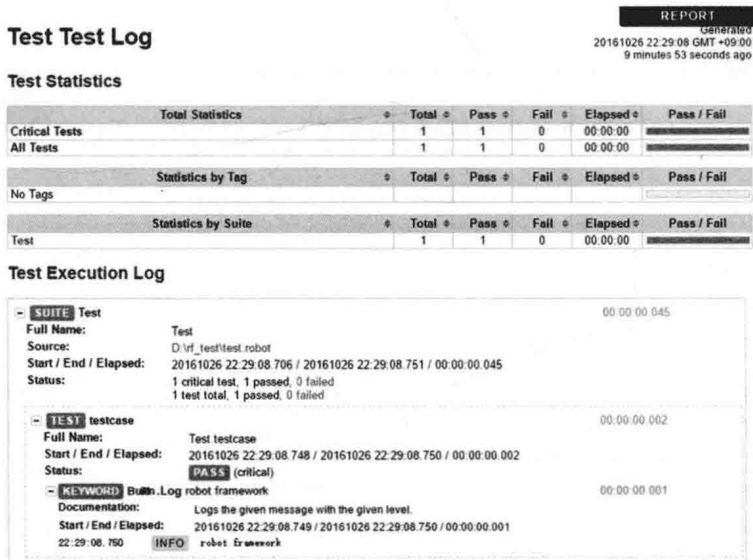 REPORT
Test Test Log
Generated
20161026 22:29:08 GMT +09:00
9 minutes 53 seconds ago
Test Statistics
Total Statistics Total Pass Fail Elapsed Pass / Fail
Critical Tests 1 1 0 00:00:00
All Tests 1 1 0 00:00:00
Statistics by Tag Total Pass Fail Elapsed Pass / Fail
No Tags
Statistics by Suite Total Pass Fail Elapsed Pass / Fail
Test 1 1 0 00:00:00
Test Execution Log
- SUITE Test 00:00:00.045
Full Name: Test
Source: D:\rf_test\test.robot
Start / End / Elapsed: 20161026 22:29:08.706 / 20161026 22:29:08.751 / 00:00:00.045
Status: 1 critical test, 1 passed, 0 failed
1 test total, 1 passed, 0 failed
- TEST testcase 00:00:00.002
Full Name: Test testcase
Start / End / Elapsed: 20161026 22:29:08.748 / 20161026 22:29:08.750 / 00:00:00.002
Status: PASS (critical)
- KEYWORD BuiltIn.Log robot framework 00:00:00.001
Documentation: Logs the given message with the given level.
Start / End / Elapsed: 20161026 22:29:08.749 / 20161026 22:29:08.750 / 00:00:00.001
22:29:08.750 INFO robot framework